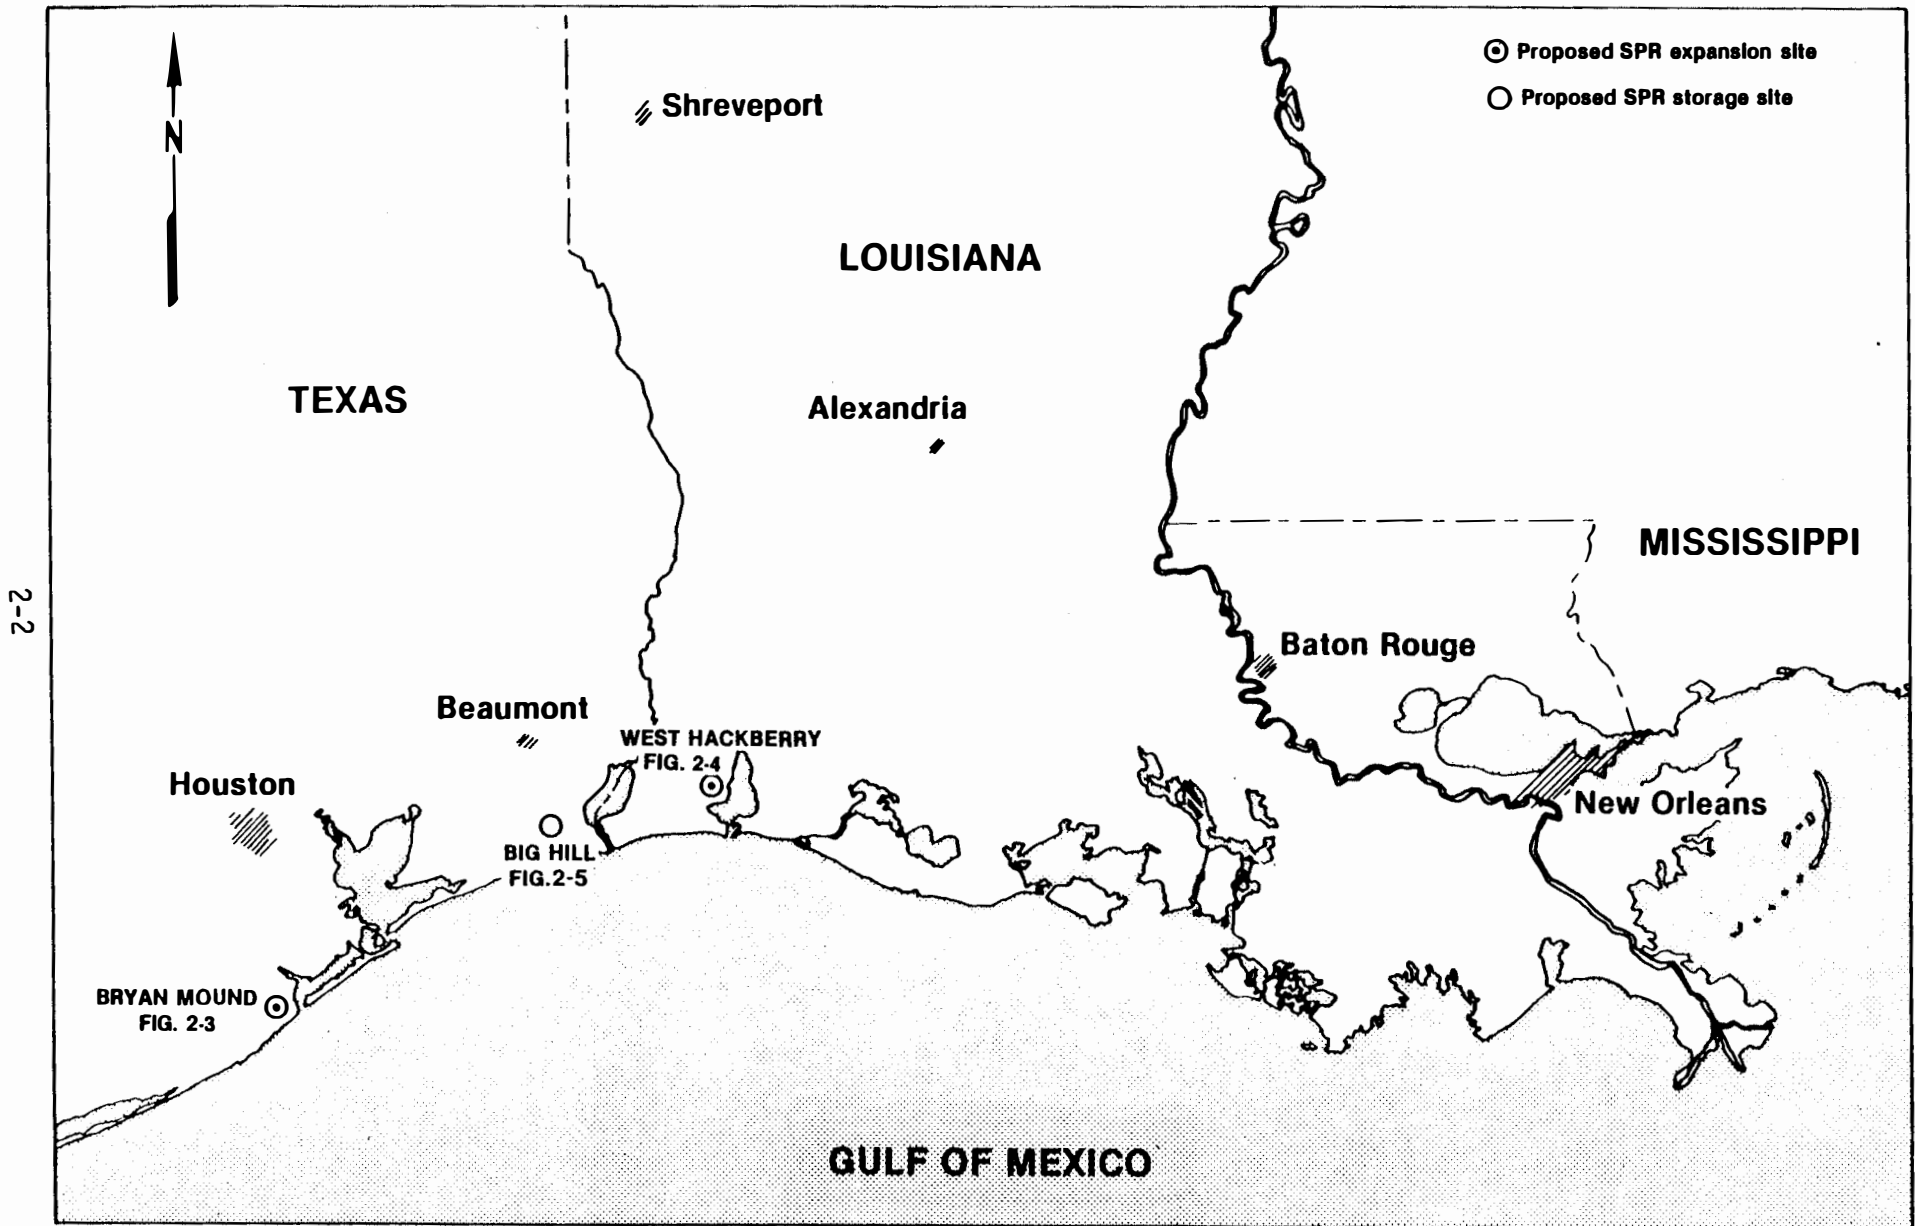 Proposed SPR expansion site
Proposed SPR storage site
N
Shreveport
LOUISIANA
TEXAS
Alexandria
MISSISSIPPI
2-2
Baton Rouge
Beaumont
WEST HACKBERRY
FIG. 2-4
Houston
New Orleans
BIG HILL
FIG.2-5
BRYAN MOUND
FIG. 2-3
GULF OF MEXICO